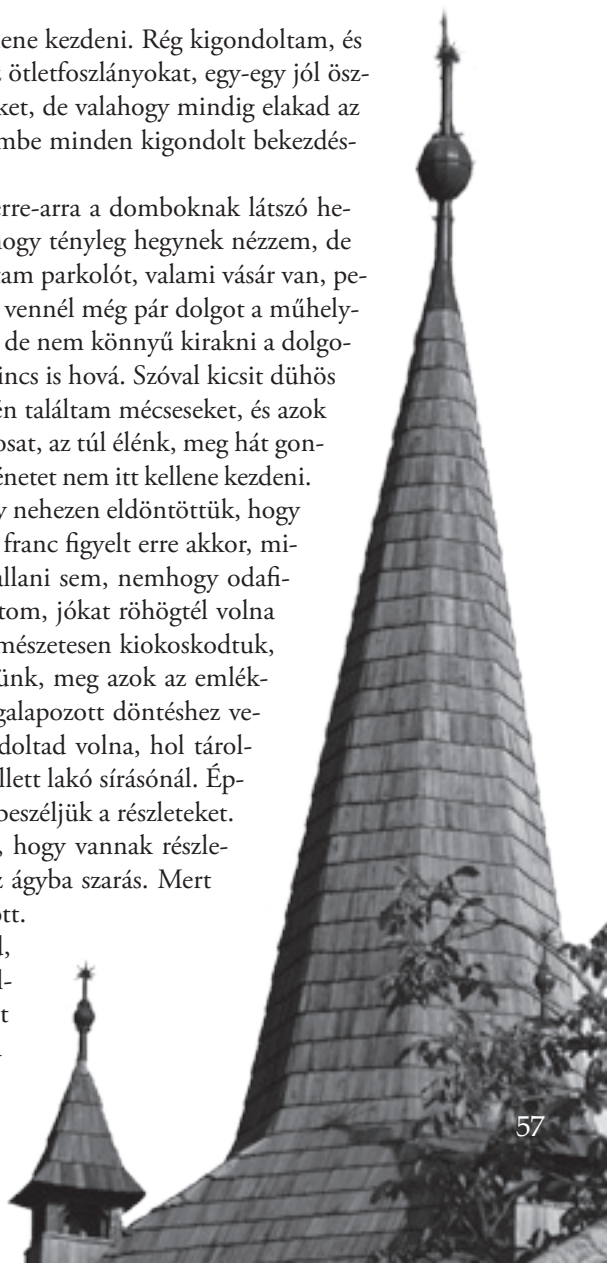 ene kezdeni. Rég kigondoltam, és
ötletfoszlányokat, egy-egy jól ösz-
ket, de valahogy mindig elakad az
mbe minden kigondolt bekezdés-
erre-arra a domboknak látszó he-
hogy tényleg hegynek nézzem, de
tam parkolót, valami vásár van, pe-
vennél még pár dolgot a műhely-
de nem könnyű kirakni a dolgo-
incs is hová. Szóval kicsit dühös
én találtam mécseseket, és azok
osat, az túl élénk, meg hát gon-
énetet nem itt kellene kezdeni.
y nehezen eldöntöttük, hogy
franc figyelt erre akkor, mi-
állani sem, nemhogy odafi-
tom, jókat röhögtél volna
mészetesen kiokoskodtuk,
ünk, meg azok az emlék-
galapozott döntéshez ve-
doltad volna, hol tárol-
llett lakó sírásónál. Ép-
beszéljük a részleteket.
, hogy vannak részle-
z ágyba szarás. Mert
ott.
l,
l-
t
57